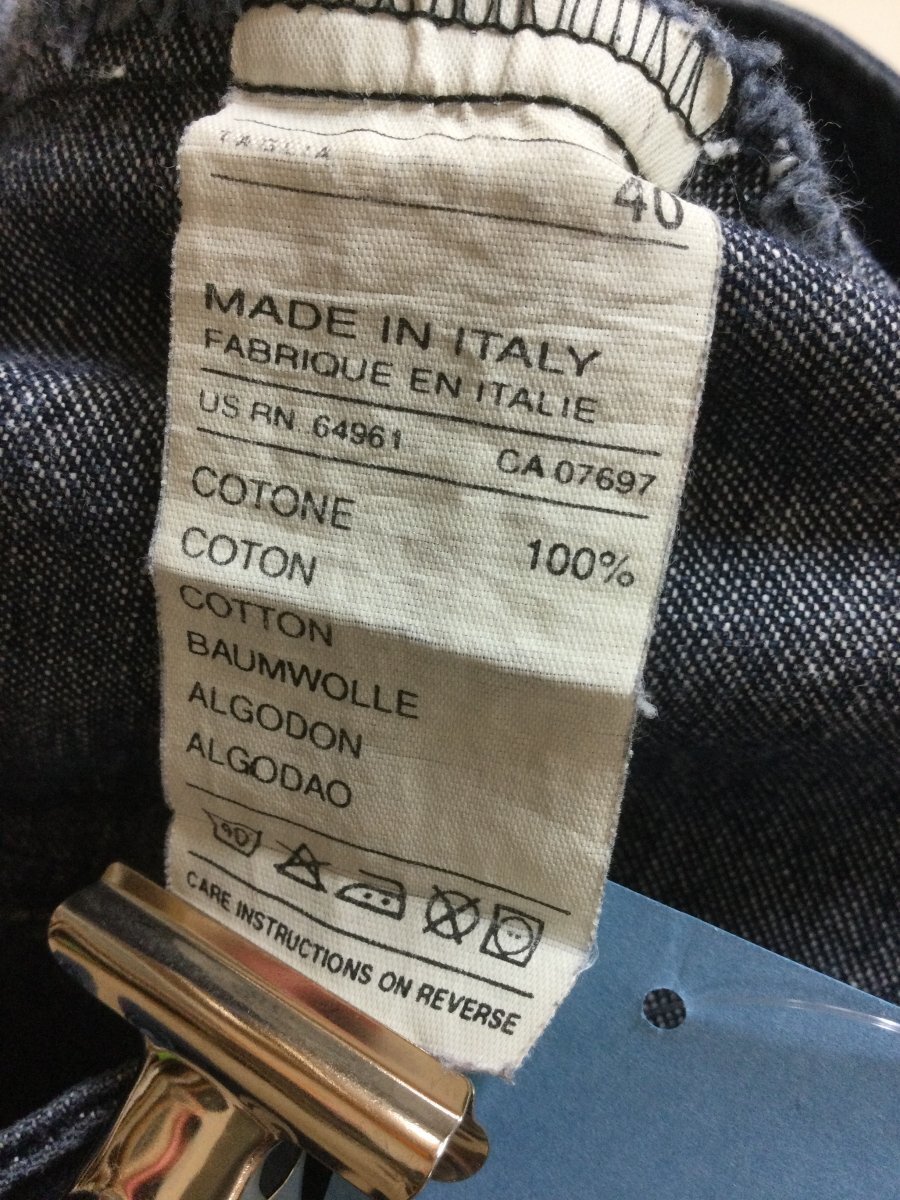 TAGLIA
40
MADE IN ITALY
FABRIQUE EN ITALIE
US RN 64961 CA 07697
COTONE 100%
COTON
COTTON
BAUMWOLLE
ALGODON
ALGODAO
CARE INSTRUCTIONS ON REVERSE